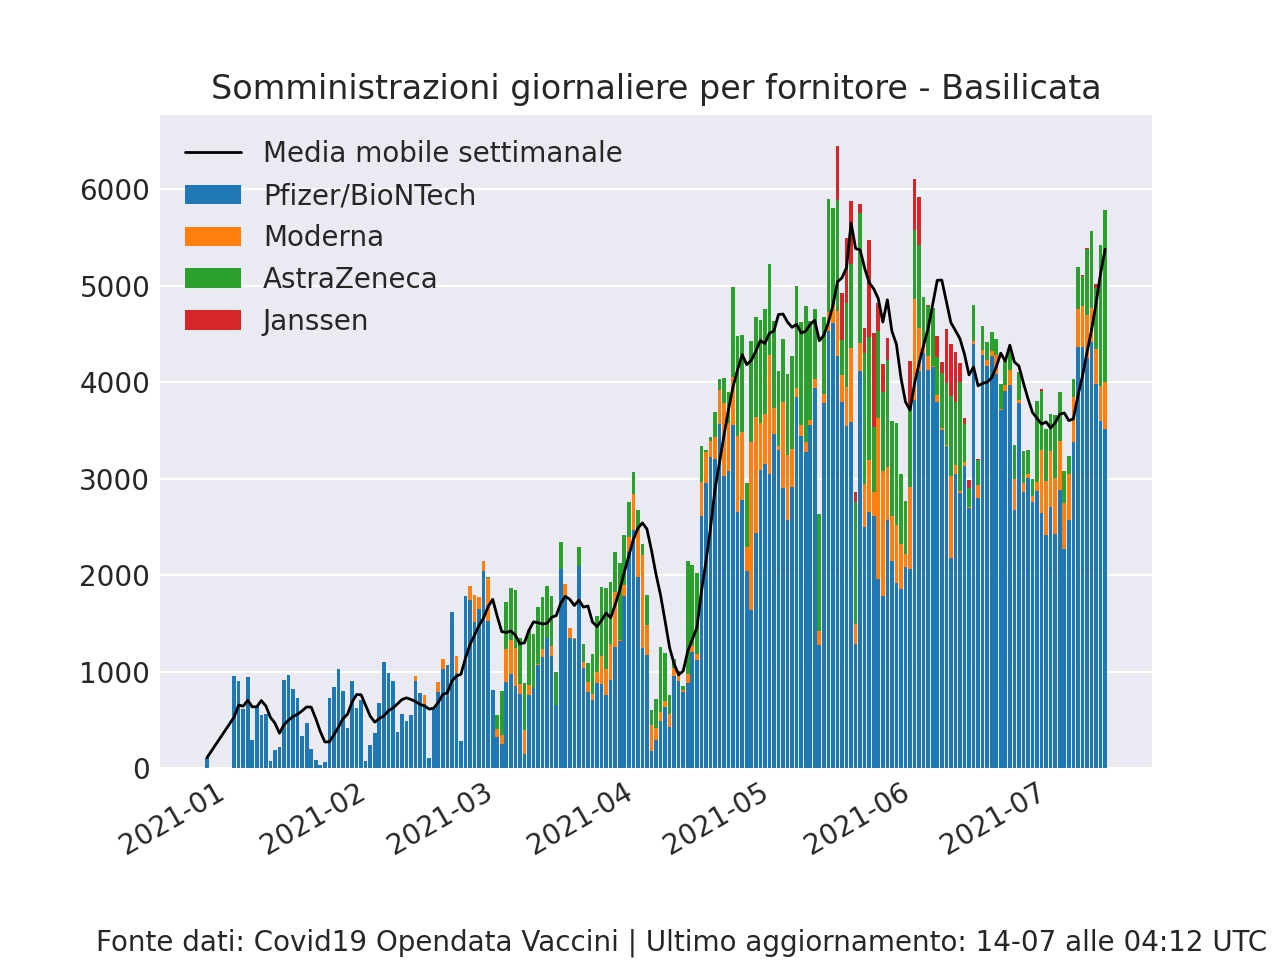 Somministrazioni giornaliere per fornitore - Basilicata
Media mobile settimanale
Pfizer/BioNTech
Moderna
AstraZeneca
Janssen
6000
5000
4000
3000
2000
1000
0
2021-01
2021-02
2021-03
2021-04
2021-05
2021-06
2021-07
Fonte dati: Covid19 Opendata Vaccini | Ultimo aggiornamento: 14-07 alle 04:12 UTC